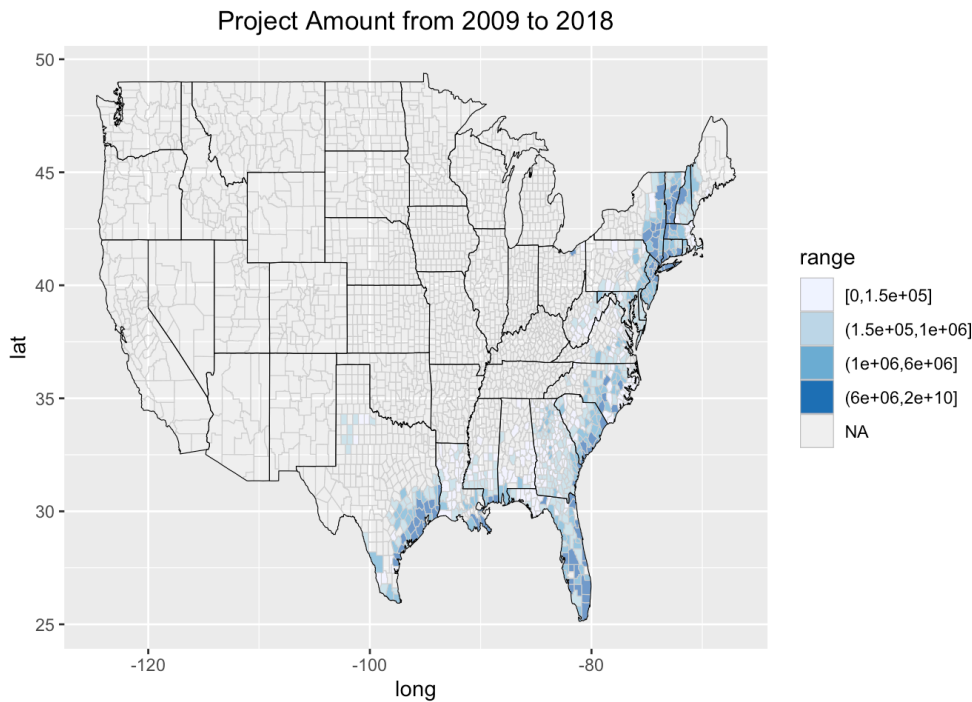 Project Amount from 2009 to 2018
50
45
40
35
30
25
lat
-120
-100
-80
long
range
[0,1.5e+05]
(1.5e+05,1e+06]
(1e+06,6e+06]
(6e+06,2e+10]
NA